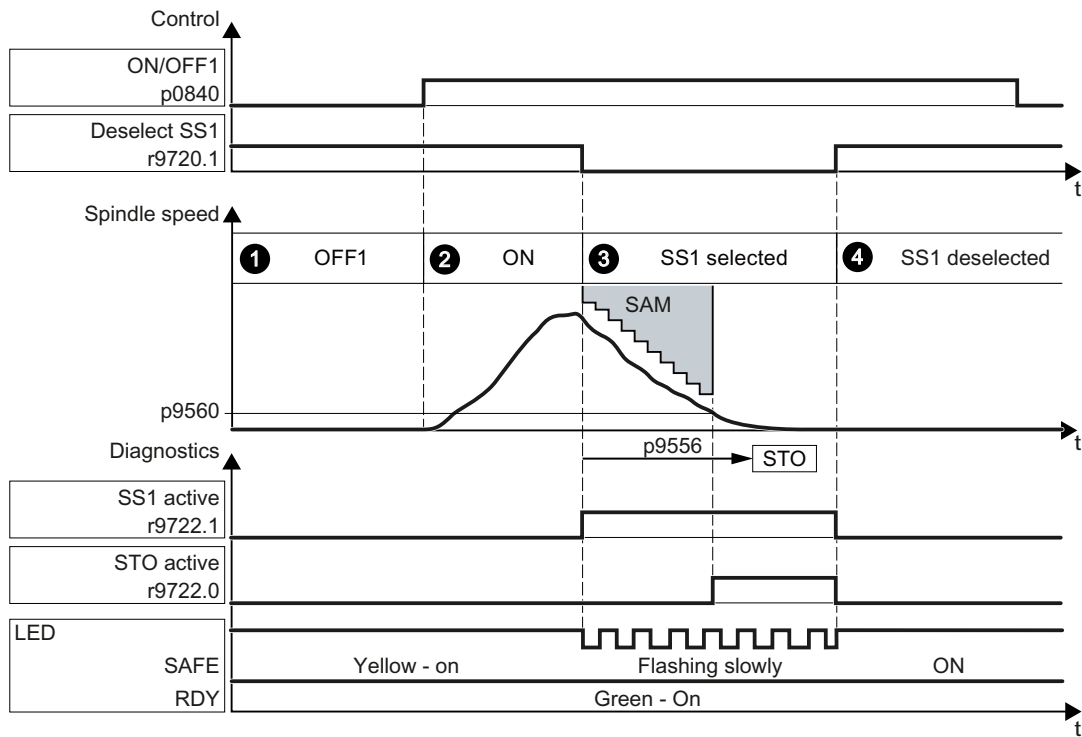 Control
ON/OFF1
p0840
Deselect SS1
r9720.1
t
Spindle speed
1 OFF1 2 ON 3 SS1 selected 4 SS1 deselected
SAM
p9560
t
Diagnostics
p9556
STO
SS1 active
r9722.1
STO active
r9722.0
LED
SAFE Yellow - on Flashing slowly ON
RDY Green - On
t